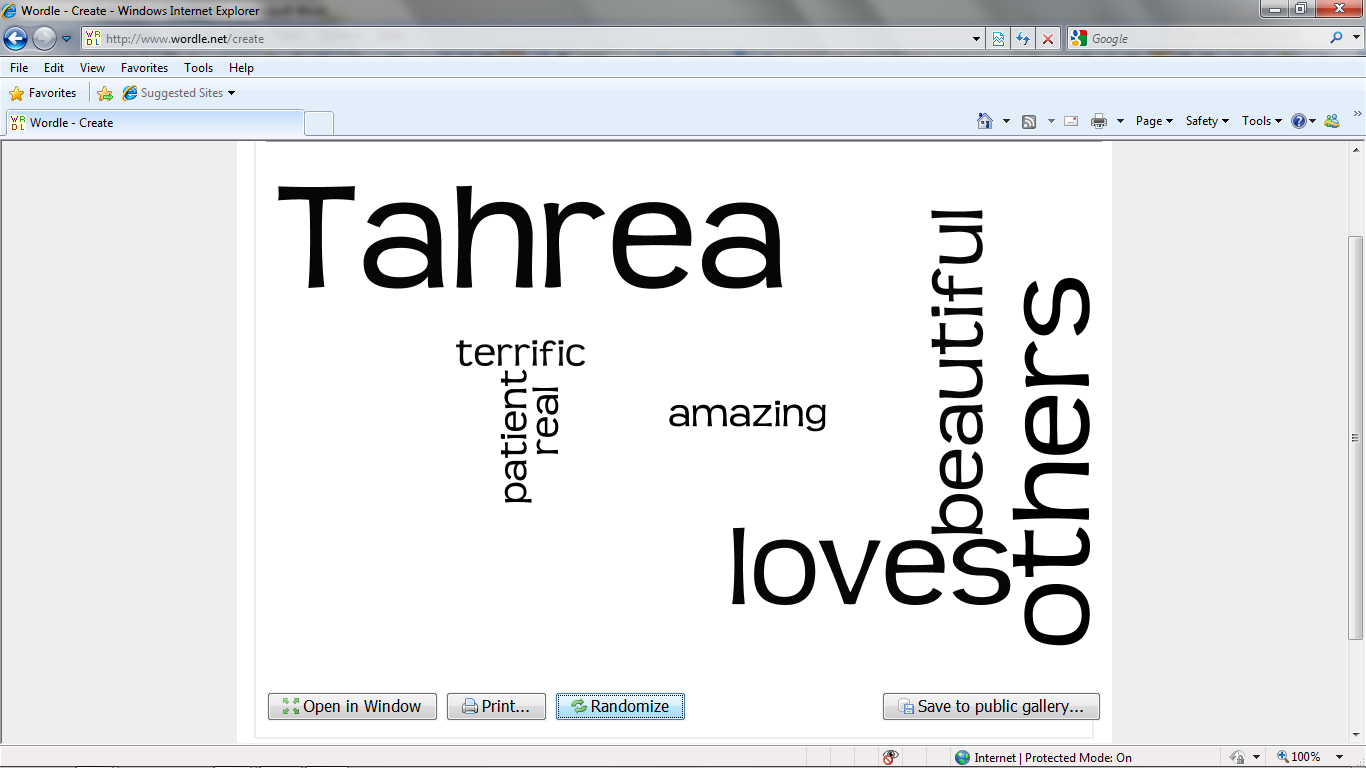 Wordle - Create - Windows Internet Explorer
http://www.wordle.net/create
Google
File Edit View Favorites Tools Help
Favorites Suggested Sites
Wordle - Create
Page Safety Tools
Tahrea
beautiful
others
terrific
patient
real
amazing
loves
Open in Window Print... Randomize Save to public gallery...
Internet | Protected Mode: On 100%